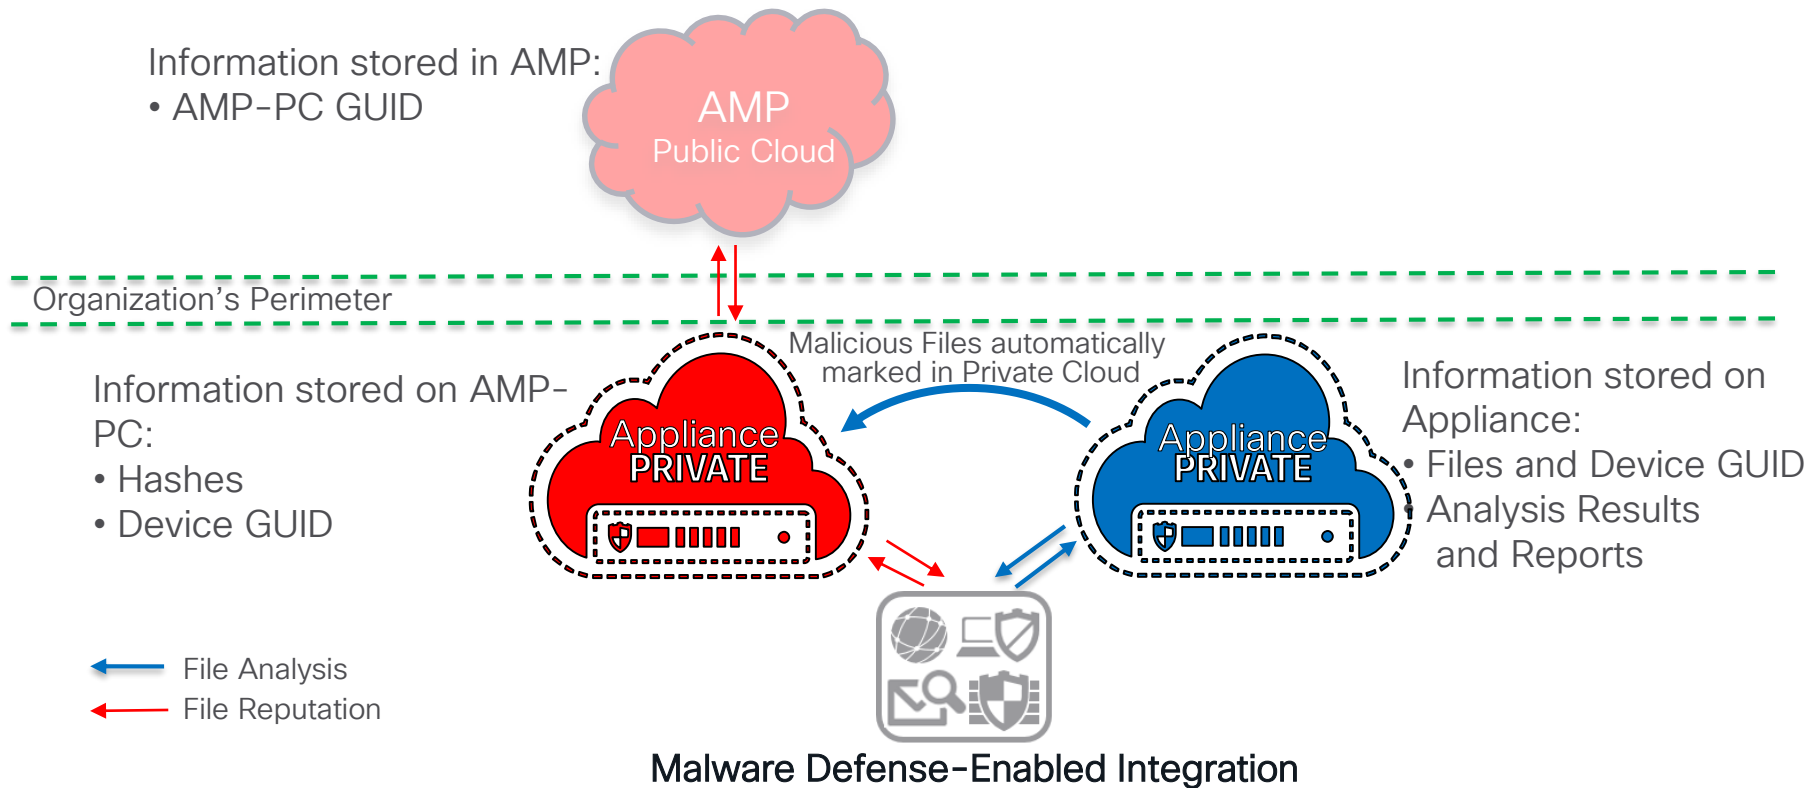 Information stored in AMP:
• AMP-PC GUID
AMP
Public Cloud
Organization's Perimeter
Malicious Files automatically
marked in Private Cloud
Information stored on AMP-
PC:
• Hashes
• Device GUID
Appliance
PRIVATE
Appliance
PRIVATE
Information stored on
Appliance:
• Files and Device GUID
• Analysis Results
and Reports
File Analysis
File Reputation
Malware Defense-Enabled Integration